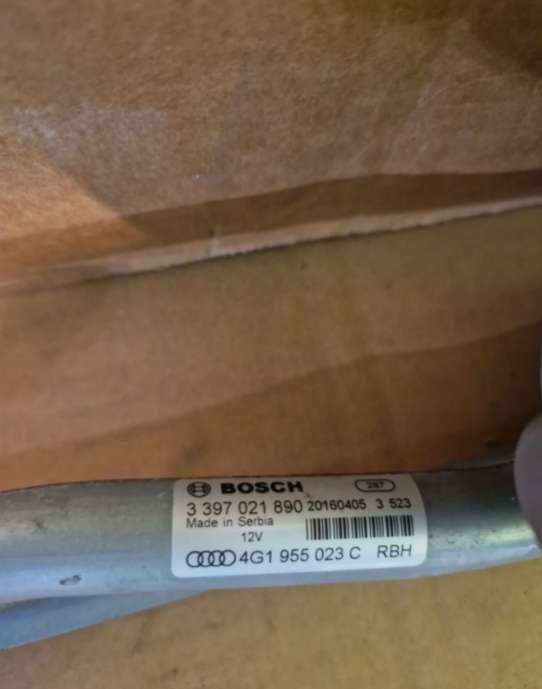 BOSCH 287
3 397 021 890 20160405 3 523
Made in Serbia
12V
4G1 955 023 C RBH